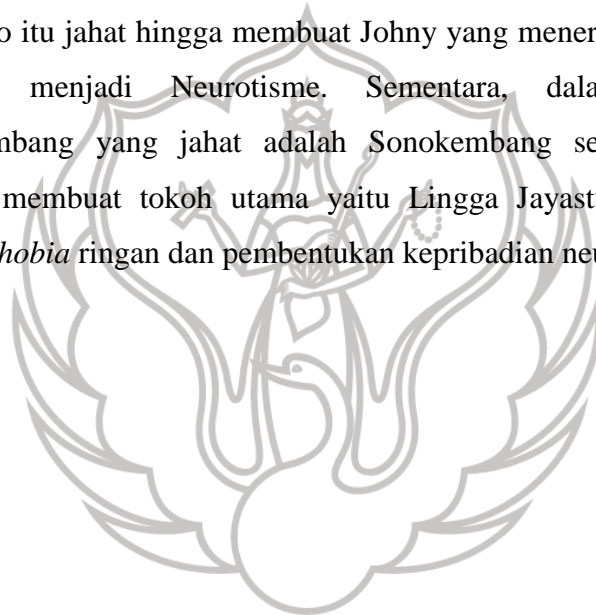 o itu jahat hingga membuat Johny yang mener
menjadi Neurotisme. Sementara, dala
mbang yang jahat adalah Sonokembang se
membuat tokoh utama yaitu Lingga Jayast
hobia ringan dan pembentukan kepribadian neu